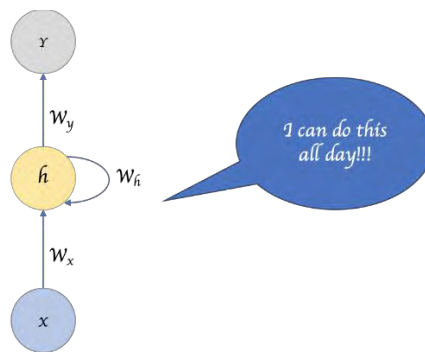 Y
W_y
I can do this
all day!!!
h
W_h
W_x
x